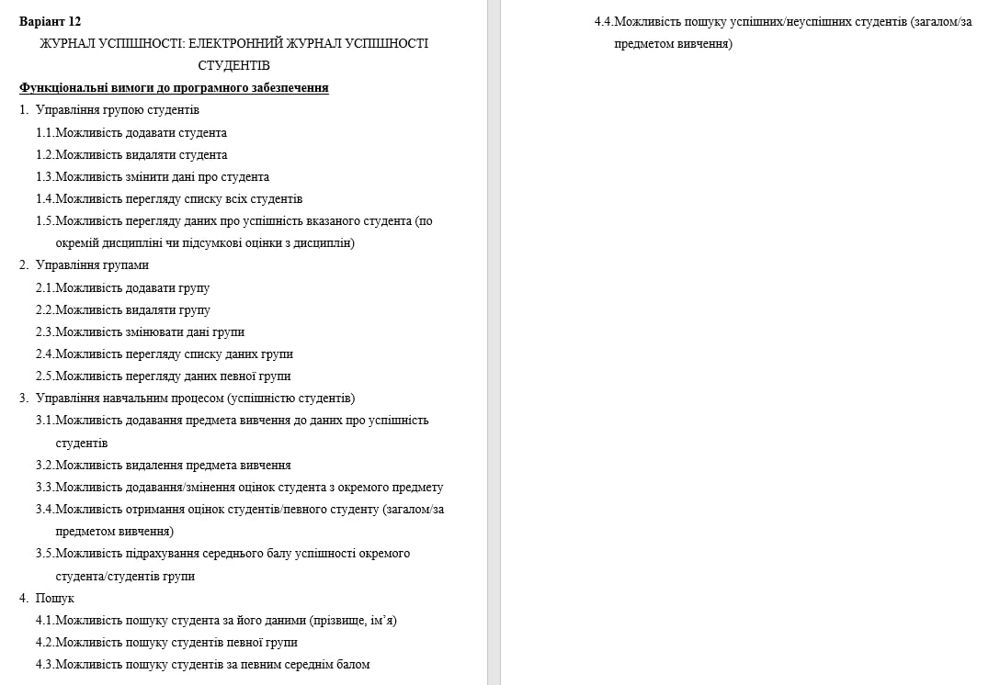 Варіант 12
ЖУРНАЛ УСПІШНОСТІ: ЕЛЕКТРОННИЙ ЖУРНАЛ УСПІШНОСТІ
СТУДЕНТІВ
Функціональні вимоги до програмного забезпечення
1. Управління групою студентів
1.1.Можливість додавати студента
1.2.Можливість видаляти студента
1.3.Можливість змінити дані про студента
1.4.Можливість перегляду списку всіх студентів
1.5.Можливість перегляду даних про успішність вказаного студента (по
окремій дисципліні чи підсумкові оцінки з дисциплін)
2. Управління групами
2.1.Можливість додавати групу
2.2.Можливість видаляти групу
2.3.Можливість змінювати дані групи
2.4.Можливість перегляду списку даних групи
2.5.Можливість перегляду даних певної групи
3. Управління навчальним процесом (успішністю студентів)
3.1.Можливість додавання предмета вивчення до даних про успішність
студентів
3.2.Можливість видалення предмета вивчення
3.3.Можливість додавання/змінення оцінок студента з окремого предмету
3.4.Можливість отримання оцінок студентів/певного студенту (загалом/за
предметом вивчення)
3.5.Можливість підрахування середнього балу успішності окремого
студента/студентів групи
4. Пошук
4.1.Можливість пошуку студента за його даними (прізвище, ім’я)
4.2.Можливість пошуку студентів певної групи
4.3.Можливість пошуку студентів за певним середнім балом
4.4.Можливість пошуку успішних/неуспішних студентів (загалом/за
предметом вивчення)